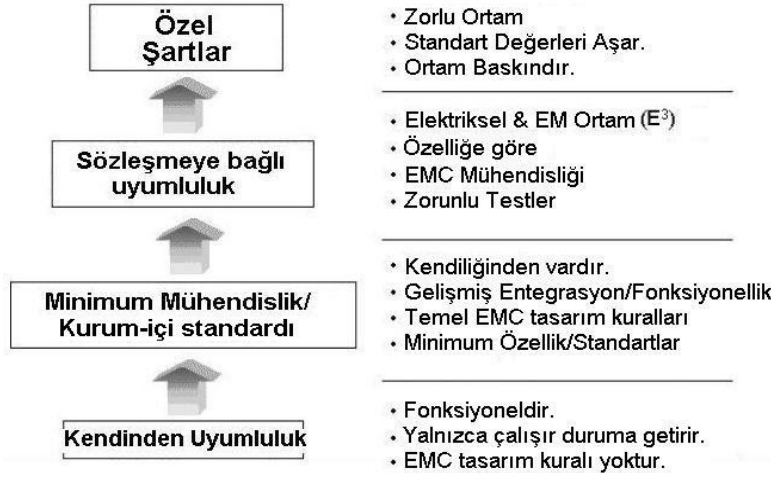 Özel
Şartlar
• Zorlu Ortam
• Standart Değerleri Aşar.
• Ortam Baskındır.
Sözleşmeye bağlı
uyumluluk
• Elektriksel & EM Ortam (E³)
• Özelliğe göre
• EMC Mühendisliği
• Zorunlu Testler
Minimum Mühendislik/
Kurum-içi standardı
• Kendiliğinden vardır.
• Gelişmiş Entegrasyon/Fonksiyonellik
• Temel EMC tasarım kuralları
• Minimum Özellik/Standartlar
Kendinden Uyumluluk
• Fonksiyoneldir.
• Yalnızca çalışır duruma getirir.
• EMC tasarım kuralı yoktur.